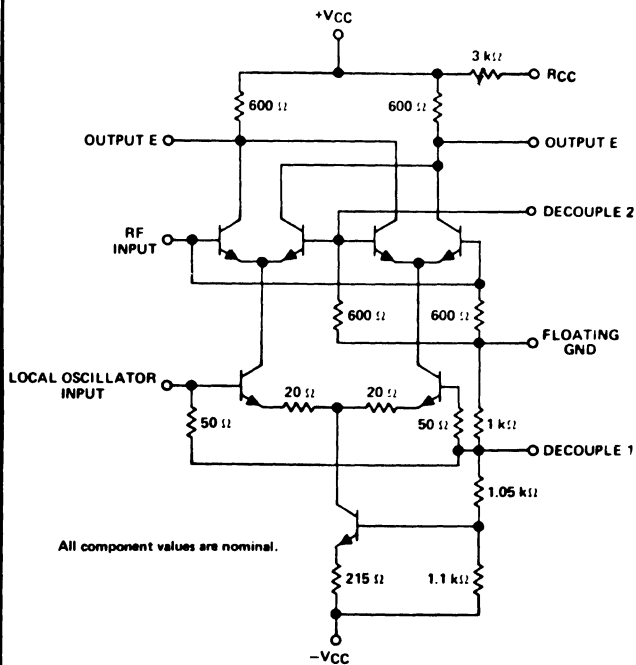 +VCC
3 kΩ
RCC
600 Ω
600 Ω
OUTPUT E
OUTPUT E
DECOUPLE 2
RF
INPUT
600 Ω
600 Ω
FLOATING
GND
LOCAL OSCILLATOR
INPUT
20 Ω
20 Ω
50 Ω
50 Ω
1 kΩ
DECOUPLE 1
1.05 kΩ
All component values are nominal.
215 Ω
1.1 kΩ
−VCC